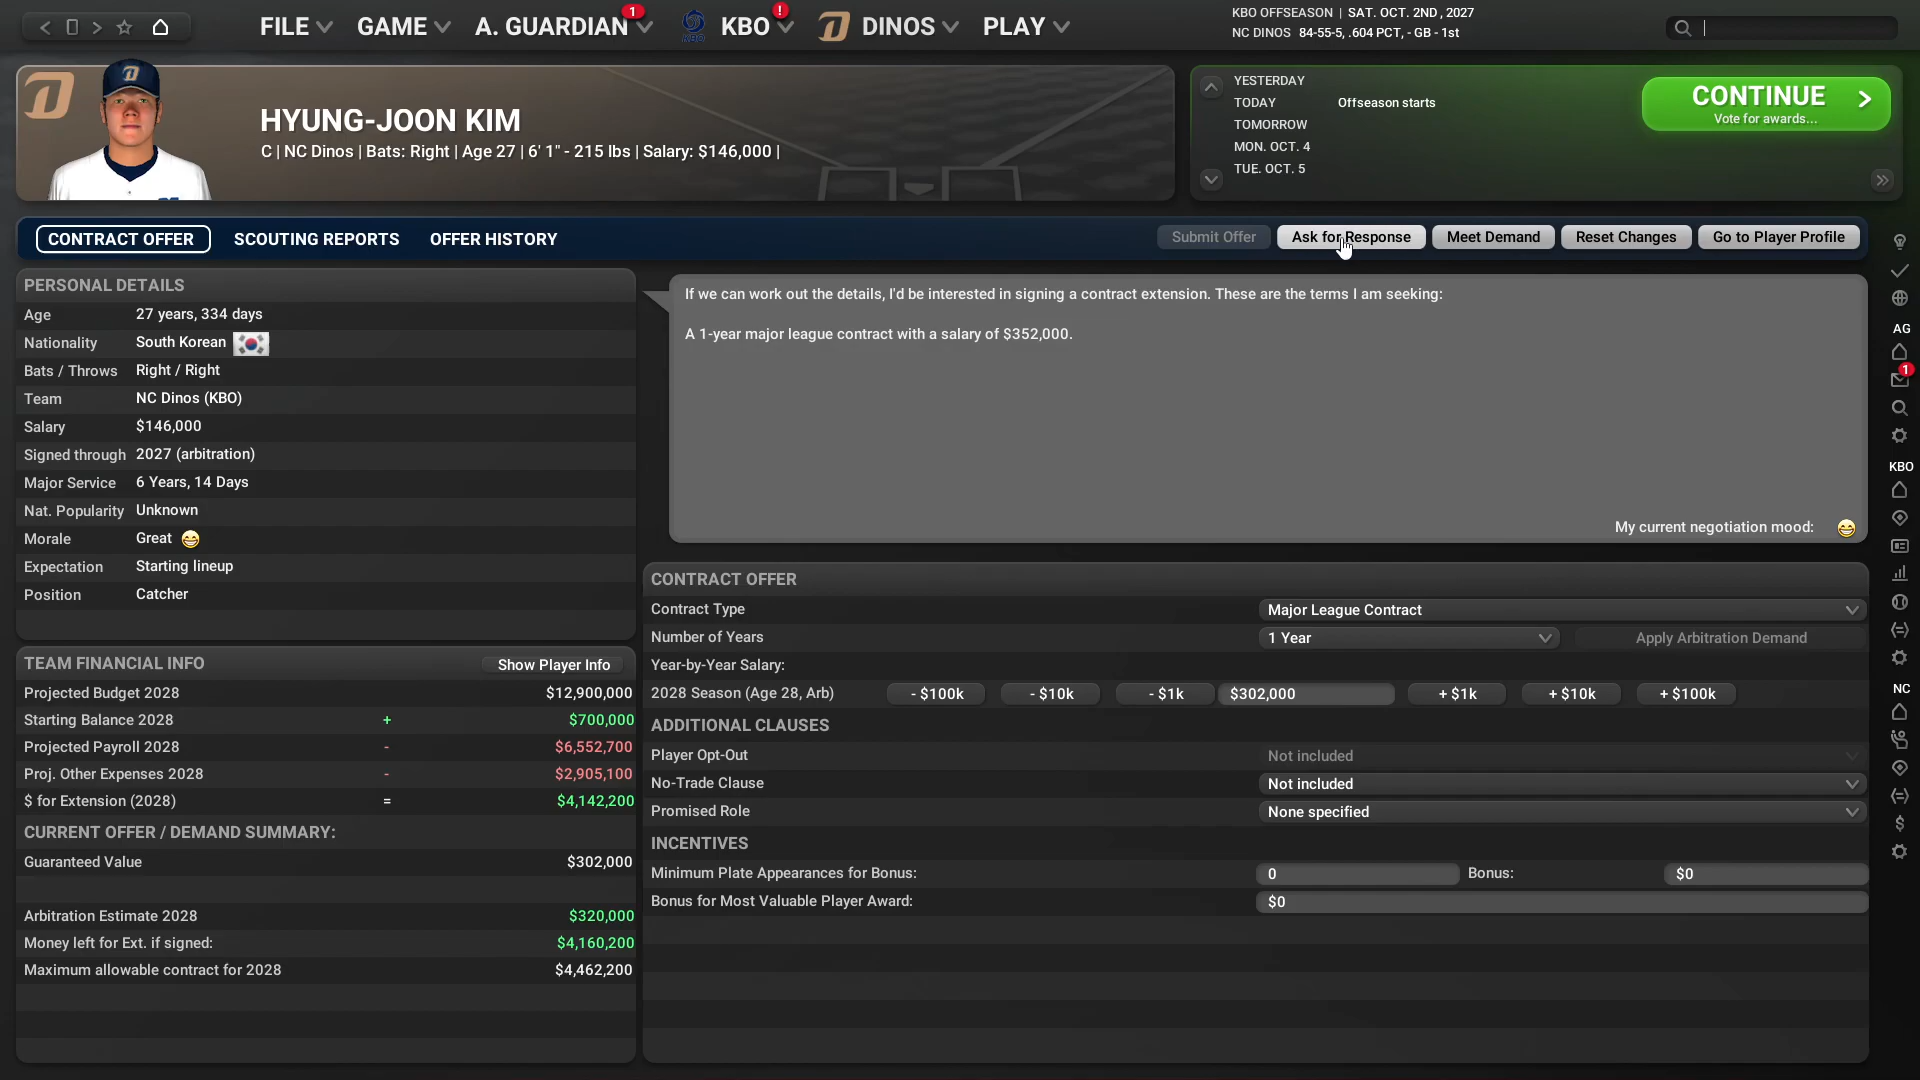 FILE GAME A. GUARDIAN 1 KBO ! DINOS PLAY
KBO OFFSEASON | SAT. OCT. 2ND, 2027
NC DINOS 84-55-5, .604 PCT, - GB - 1st
HYUNG-JOON KIM
C | NC Dinos | Bats: Right | Age 27 | 6' 1" - 215 lbs | Salary: $146,000 |
YESTERDAY
TODAY Offseason starts
TOMORROW
MON. OCT. 4
TUE. OCT. 5
CONTINUE
Vote for awards...
CONTRACT OFFER SCOUTING REPORTS OFFER HISTORY
Submit Offer Ask for Response Meet Demand Reset Changes Go to Player Profile
PERSONAL DETAILS
Age 27 years, 334 days
Nationality South Korean
Bats / Throws Right / Right
Team NC Dinos (KBO)
Salary $146,000
Signed through 2027 (arbitration)
Major Service 6 Years, 14 Days
Nat. Popularity Unknown
Morale Great
Expectation Starting lineup
Position Catcher
If we can work out the details, I'd be interested in signing a contract extension. These are the terms I am seeking:
A 1-year major league contract with a salary of $352,000.
My current negotiation mood:
TEAM FINANCIAL INFO Show Player Info
Projected Budget 2028 $12,900,000
Starting Balance 2028 + $700,000
Projected Payroll 2028 - $6,552,700
Proj. Other Expenses 2028 - $2,905,100
$ for Extension (2028) = $4,142,200
CURRENT OFFER / DEMAND SUMMARY:
Guaranteed Value $302,000
Arbitration Estimate 2028 $320,000
Money left for Ext. if signed: $4,160,200
Maximum allowable contract for 2028 $4,462,200
CONTRACT OFFER
Contract Type Major League Contract
Number of Years 1 Year Apply Arbitration Demand
Year-by-Year Salary:
2028 Season (Age 28, Arb) - $100k - $10k - $1k $302,000 + $1k + $10k + $100k
ADDITIONAL CLAUSES
Player Opt-Out Not included
No-Trade Clause Not included
Promised Role None specified
INCENTIVES
Minimum Plate Appearances for Bonus: 0 Bonus: $0
Bonus for Most Valuable Player Award: $0
AG
1
KBO
NC